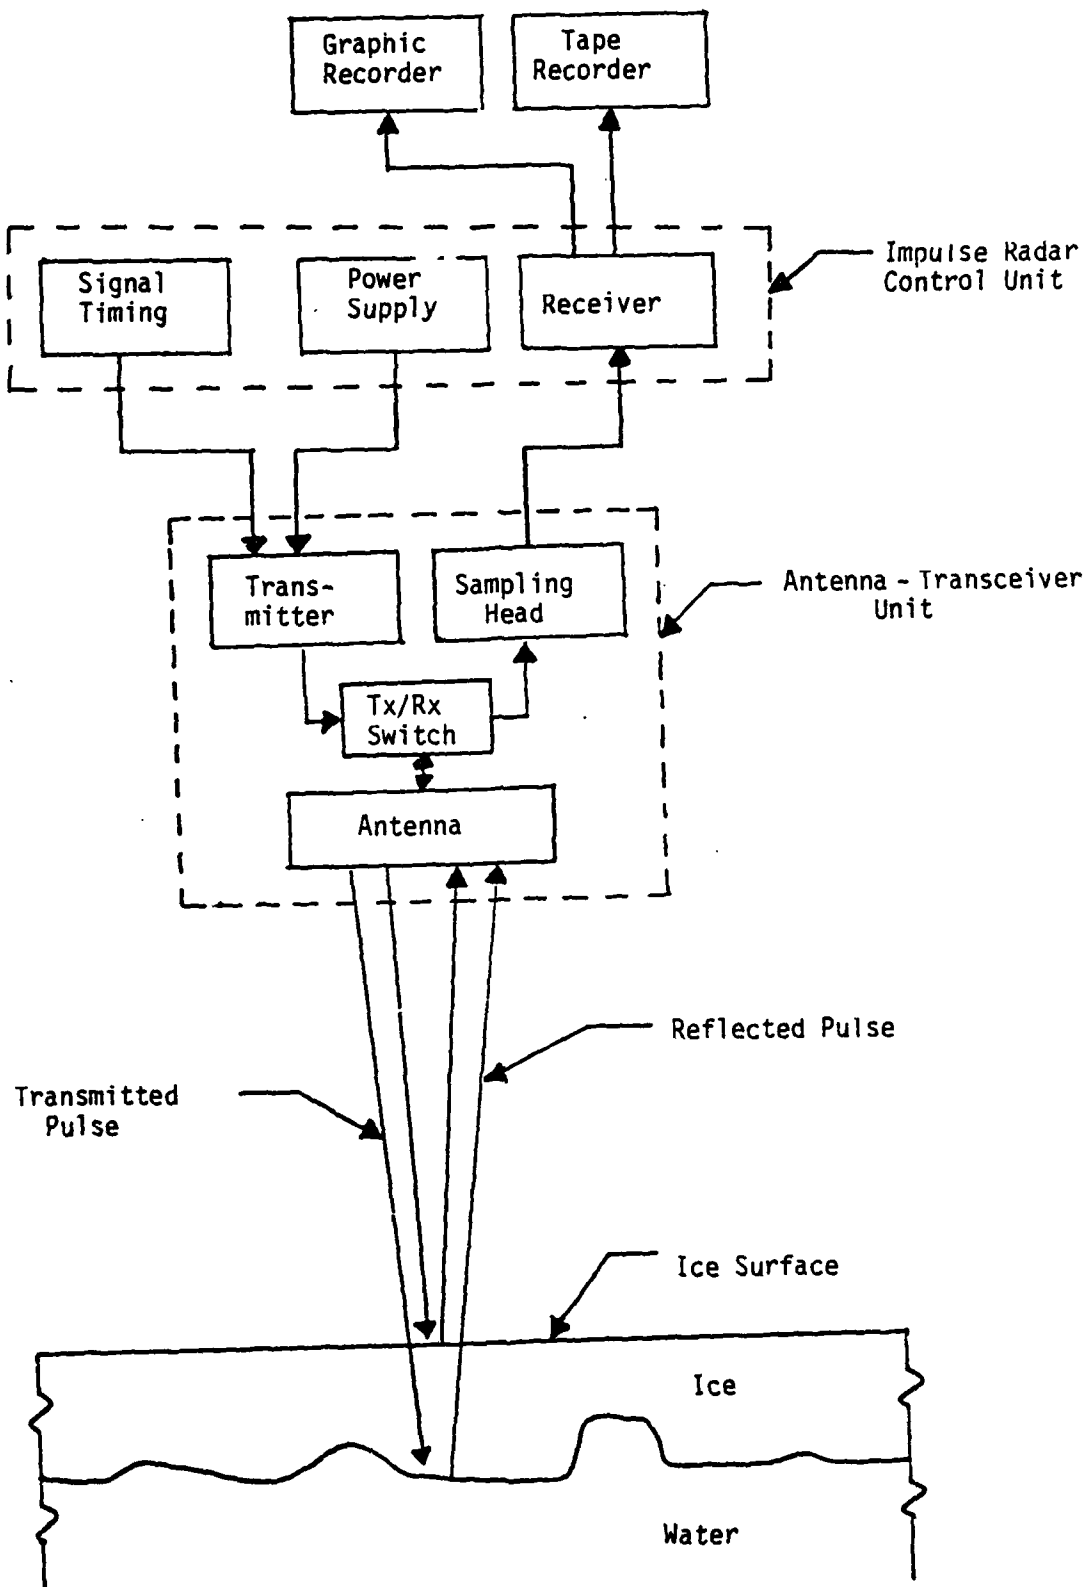 Graphic
Recorder
Tape
Recorder
Signal
Timing
Power
Supply
Receiver
Impulse Radar
Control Unit
Trans-
mitter
Sampling
Head
Antenna - Transceiver
Unit
Tx/Rx
Switch
Antenna
Reflected Pulse
Transmitted
Pulse
Ice Surface
Ice
Water